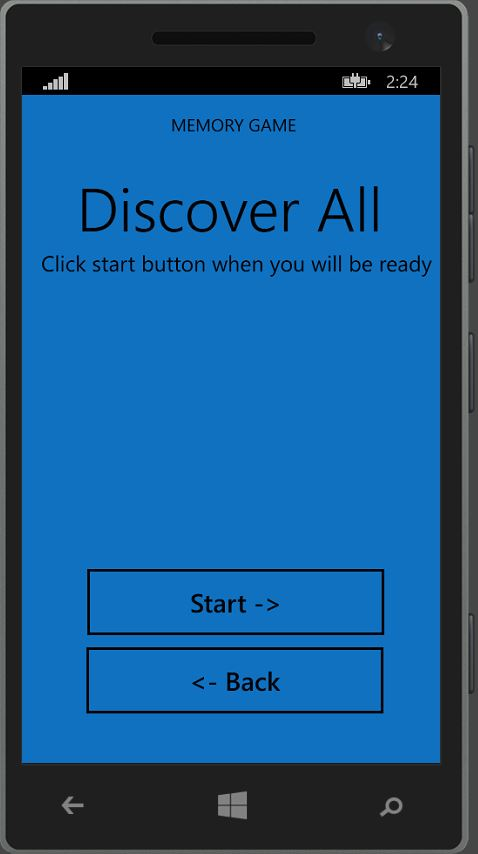 2:24
MEMORY GAME
Discover All
Click start button when you will be ready
Start ->
<- Back